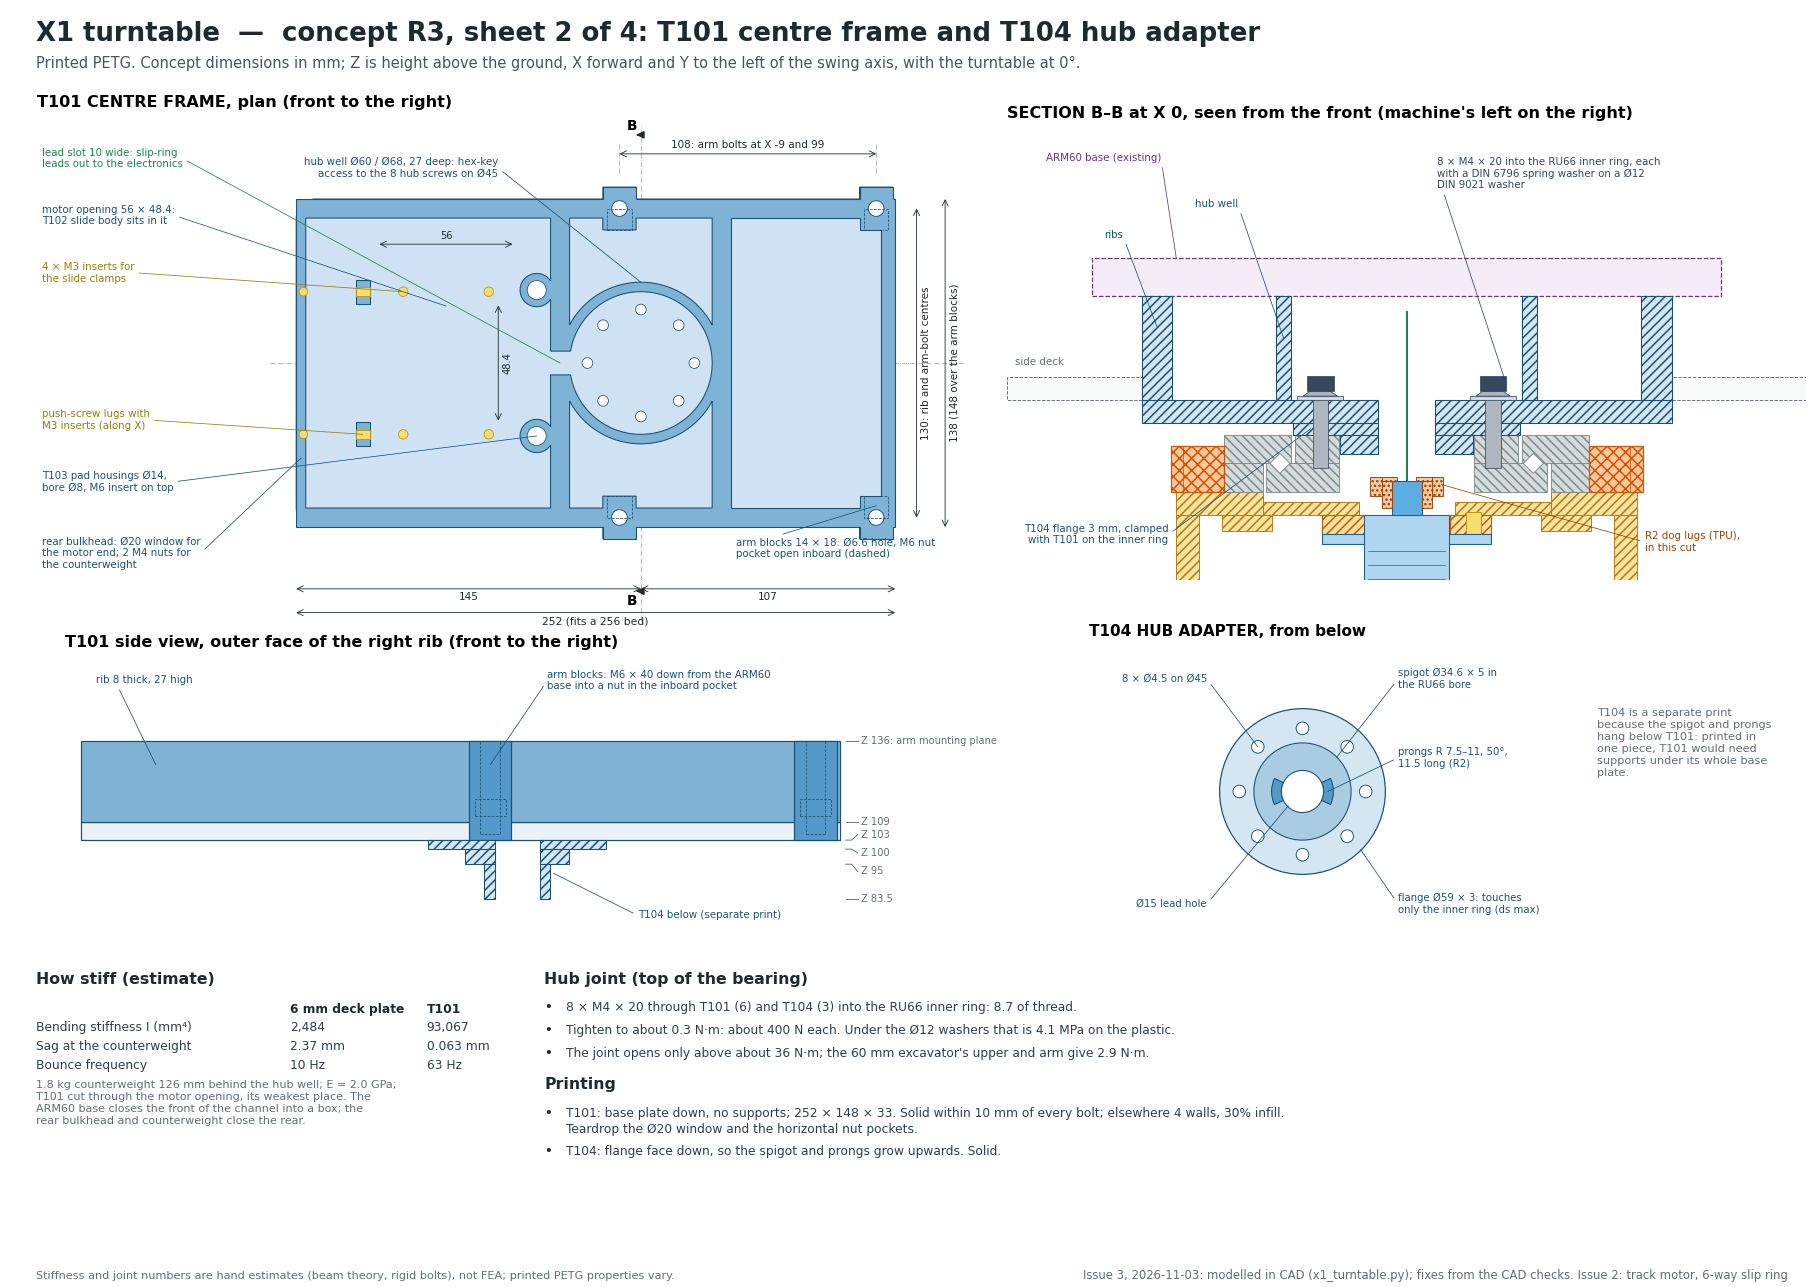 X1 turntable — concept R3, sheet 2 of 4: T101 centre frame and T104 hub adapter
Printed PETG. Concept dimensions in mm; Z is height above the ground, X forward and Y to the left of the swing axis, with the turntable at 0°.
T101 CENTRE FRAME, plan (front to the right)
B
108: arm bolts at X -9 and 99
lead slot 10 wide: slip-ring
leads out to the electronics
hub well Ø60 / Ø68, 27 deep: hex-key
access to the 8 hub screws on Ø45
motor opening 56 × 48.4:
T102 slide body sits in it
56
4 × M3 inserts for
the slide clamps
48.4
130: rib and arm-bolt centres
138 (148 over the arm blocks)
push-screw lugs with
M3 inserts (along X)
T103 pad housings Ø14,
bore Ø8, M6 insert on top
rear bulkhead: Ø20 window for
the motor end; 2 M4 nuts for
the counterweight
arm blocks 14 × 18: Ø6.6 hole, M6 nut
pocket open inboard (dashed)
145
B
107
252 (fits a 256 bed)
SECTION B–B at X 0, seen from the front (machine's left on the right)
ARM60 base (existing)
8 × M4 × 20 into the RU66 inner ring, each
with a DIN 6796 spring washer on a Ø12
DIN 9021 washer
hub well
ribs
side deck
T104 flange 3 mm, clamped
with T101 on the inner ring
R2 dog lugs (TPU),
in this cut
T101 side view, outer face of the right rib (front to the right)
rib 8 thick, 27 high
arm blocks: M6 × 40 down from the ARM60
base into a nut in the inboard pocket
Z 136: arm mounting plane
Z 109
Z 103
Z 100
Z 95
Z 83.5
T104 below (separate print)
T104 HUB ADAPTER, from below
8 × Ø4.5 on Ø45
spigot Ø34.6 × 5 in
the RU66 bore
prongs R 7.5–11, 50°,
11.5 long (R2)
Ø15 lead hole
flange Ø59 × 3: touches
only the inner ring (ds max)
T104 is a separate print
because the spigot and prongs
hang below T101: printed in
one piece, T101 would need
supports under its whole base
plate.
How stiff (estimate)
6 mm deck plate T101
Bending stiffness I (mm⁴) 2,484 93,067
Sag at the counterweight 2.37 mm 0.063 mm
Bounce frequency 10 Hz 63 Hz
1.8 kg counterweight 126 mm behind the hub well; E = 2.0 GPa;
T101 cut through the motor opening, its weakest place. The
ARM60 base closes the front of the channel into a box; the
rear bulkhead and counterweight close the rear.
Hub joint (top of the bearing)
• 8 × M4 × 20 through T101 (6) and T104 (3) into the RU66 inner ring: 8.7 of thread.
• Tighten to about 0.3 N·m: about 400 N each. Under the Ø12 washers that is 4.1 MPa on the plastic.
• The joint opens only above about 36 N·m; the 60 mm excavator's upper and arm give 2.9 N·m.
Printing
• T101: base plate down, no supports; 252 × 148 × 33. Solid within 10 mm of every bolt; elsewhere 4 walls, 30% infill.
Teardrop the Ø20 window and the horizontal nut pockets.
• T104: flange face down, so the spigot and prongs grow upwards. Solid.
Stiffness and joint numbers are hand estimates (beam theory, rigid bolts), not FEA; printed PETG properties vary.
Issue 3, 2026-11-03: modelled in CAD (x1_turntable.py); fixes from the CAD checks. Issue 2: track motor, 6-way slip ring